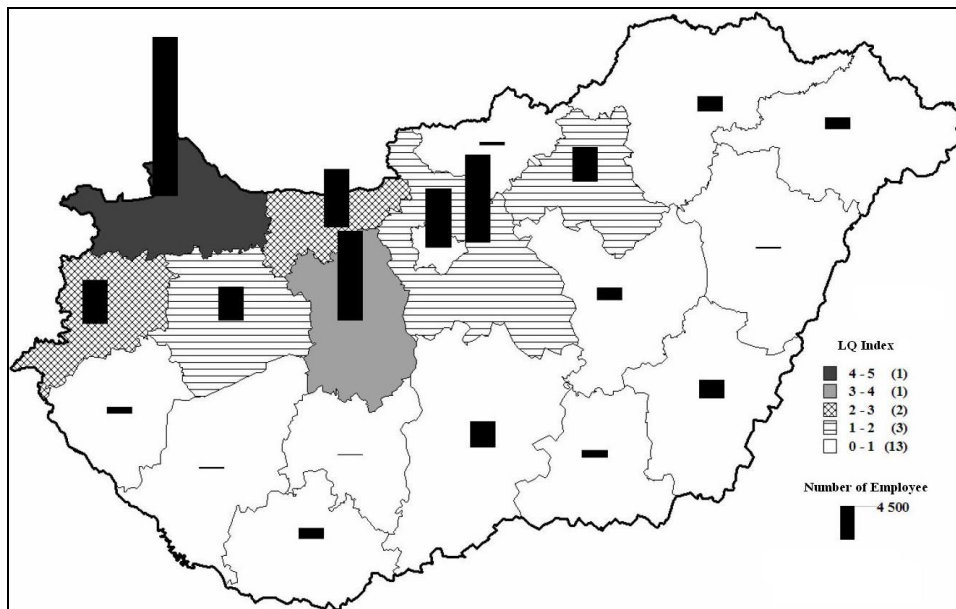 LQ Index
4 - 5 (1)
3 - 4 (1)
2 - 3 (2)
1 - 2 (3)
0 - 1 (13)
Number of Employee
4 500